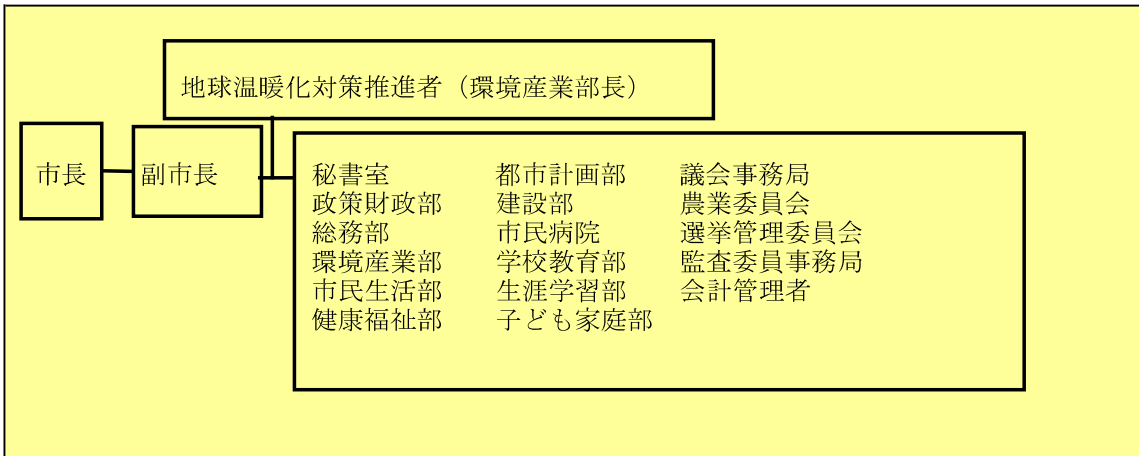 地球温暖化対策推進者（環境産業部長）
市長
副市長
秘書室
政策財政部
総務部
環境産業部
市民生活部
健康福祉部
都市計画部
建設部
市民病院
学校教育部
生涯学習部
子ども家庭部
議会事務局
農業委員会
選挙管理委員会
監査委員事務局
会計管理者